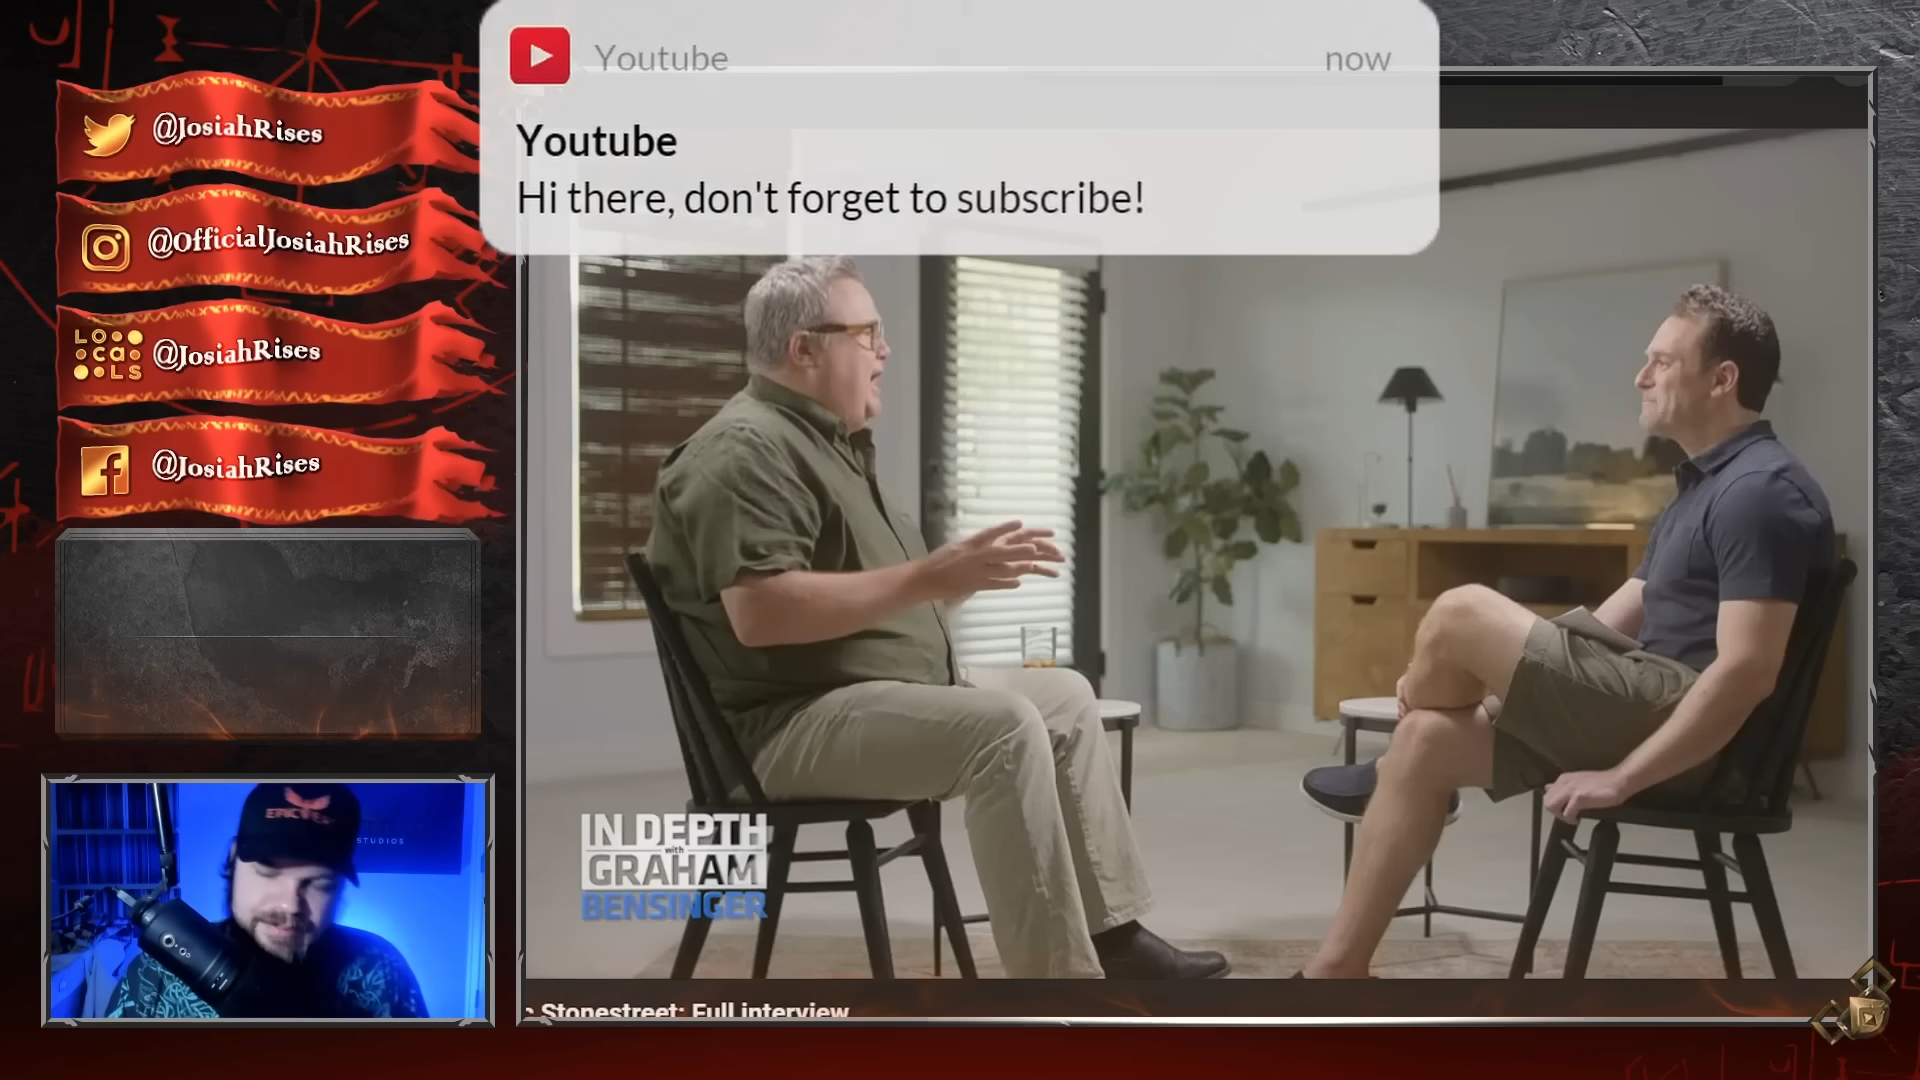 Youtube
now
Youtube
Hi there, don't forget to subscribe!
@JosiahRises
@OfficialJosiahRises
LOcaLS
@JosiahRises
@JosiahRises
STUDIOS
IN DEPTH
with
GRAHAM
BENSINGER
Stonestreet: Full interview